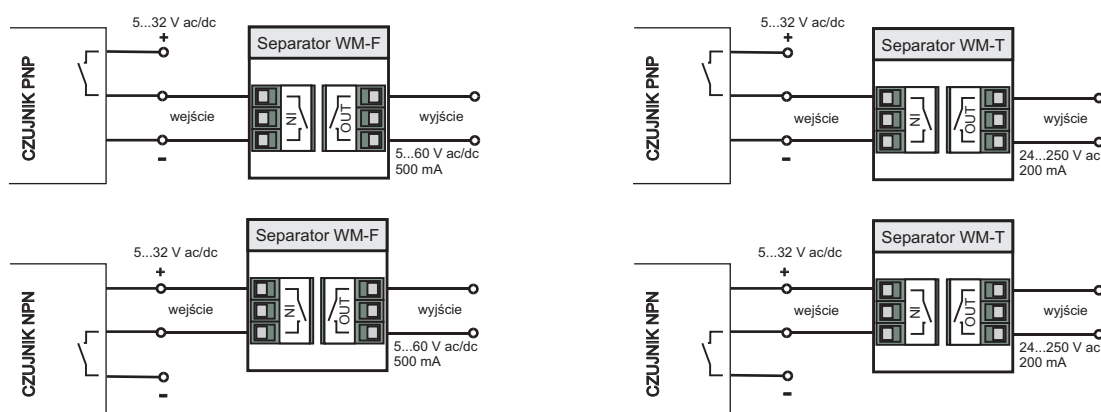 5...32 V ac/dc
+
Separator WM-F
CZUJNIK PNP
wejście
IN
OUT
wyjście
-
5...60 V ac/dc
500 mA
5...32 V ac/dc
+
Separator WM-T
CZUJNIK PNP
wejście
IN
OUT
wyjście
-
24...250 V ac
200 mA
5...32 V ac/dc
+
Separator WM-F
CZUJNIK NPN
wejście
IN
OUT
wyjście
5...60 V ac/dc
500 mA
-
5...32 V ac/dc
+
Separator WM-T
CZUJNIK NPN
wejście
IN
OUT
wyjście
24...250 V ac
200 mA
-